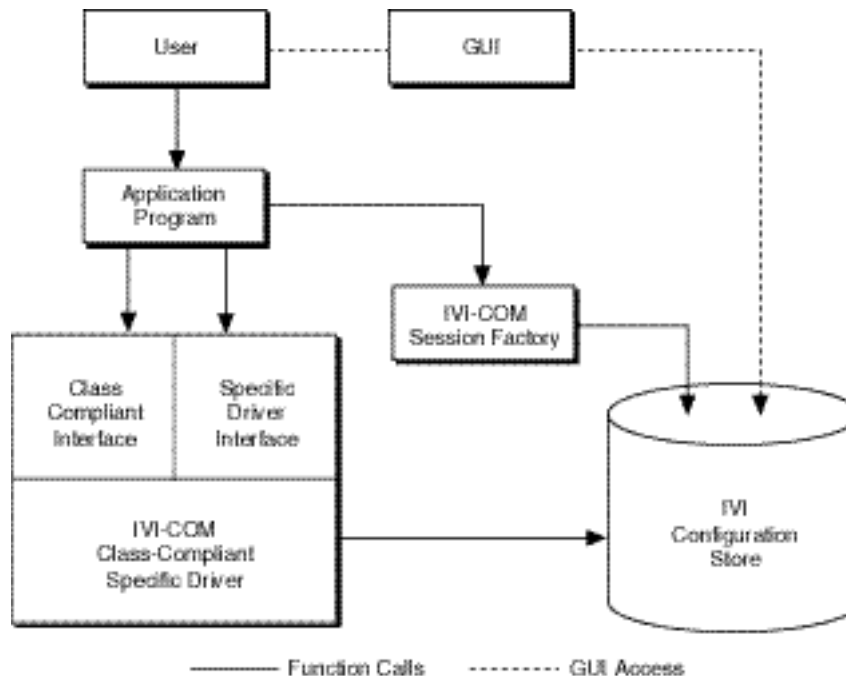 User
GUI
Application
Program
IVI-COM
Session Factory
Class
Compliant
Interface
Specific
Driver
Interface
IVI-COM
Class-Compliant
Specific Driver
IVI
Configuration
Store
Function Calls
GUI Access